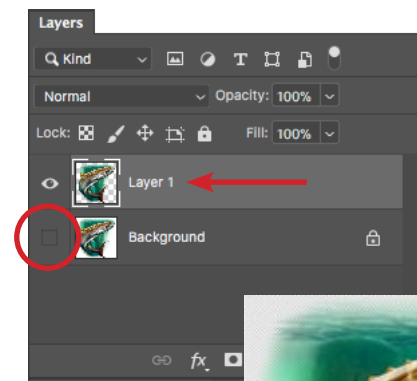 Layers
Kind T
Normal Opacity: 100%
Lock: Fill: 100%
Layer 1
Background
fx